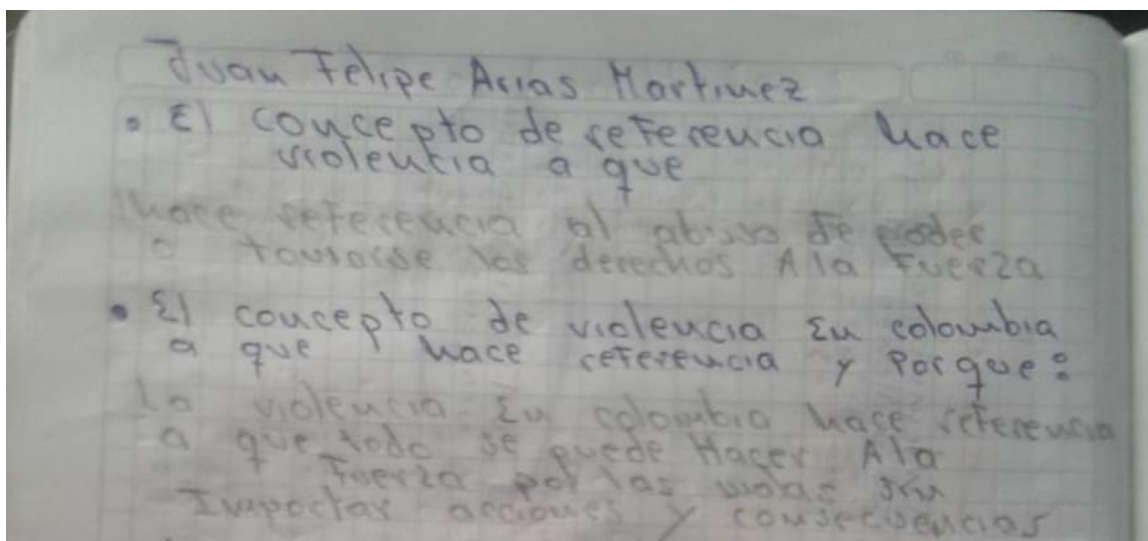 Juan Felipe Arias Martinez
• El concepto de referencia hace
violencia a que
Hace referencia al abuso de poder
o tomarse los derechos A la Fuerza
• El concepto de violencia En colombia
a que hace referencia y Porque:
La violencia En colombia hace referencia
a que todo se puede Hacer A la
Fuerza por las malas sin
Importar acciones y consecuencias